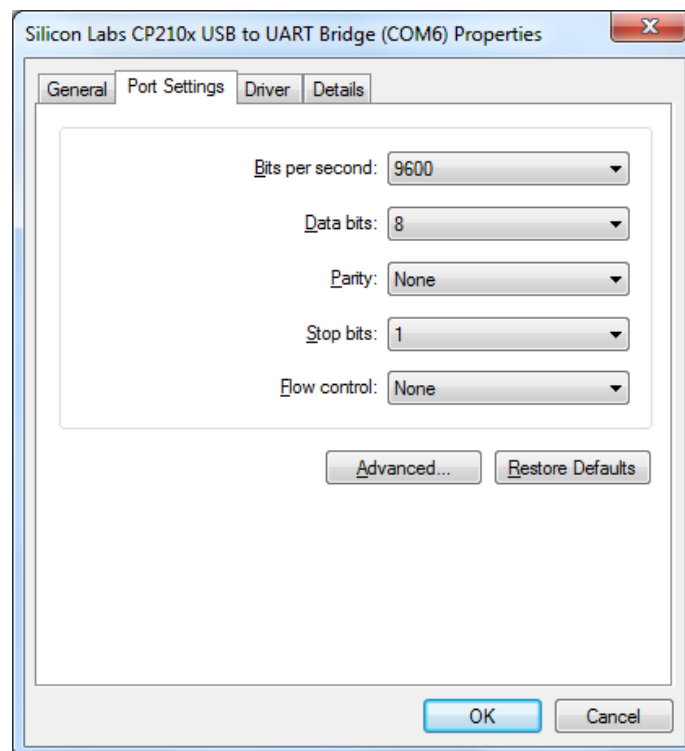 Silicon Labs CP210x USB to UART Bridge (COM6) Properties
General Port Settings Driver Details
Bits per second: 9600
Data bits: 8
Parity: None
Stop bits: 1
Flow control: None
Advanced... Restore Defaults
OK Cancel